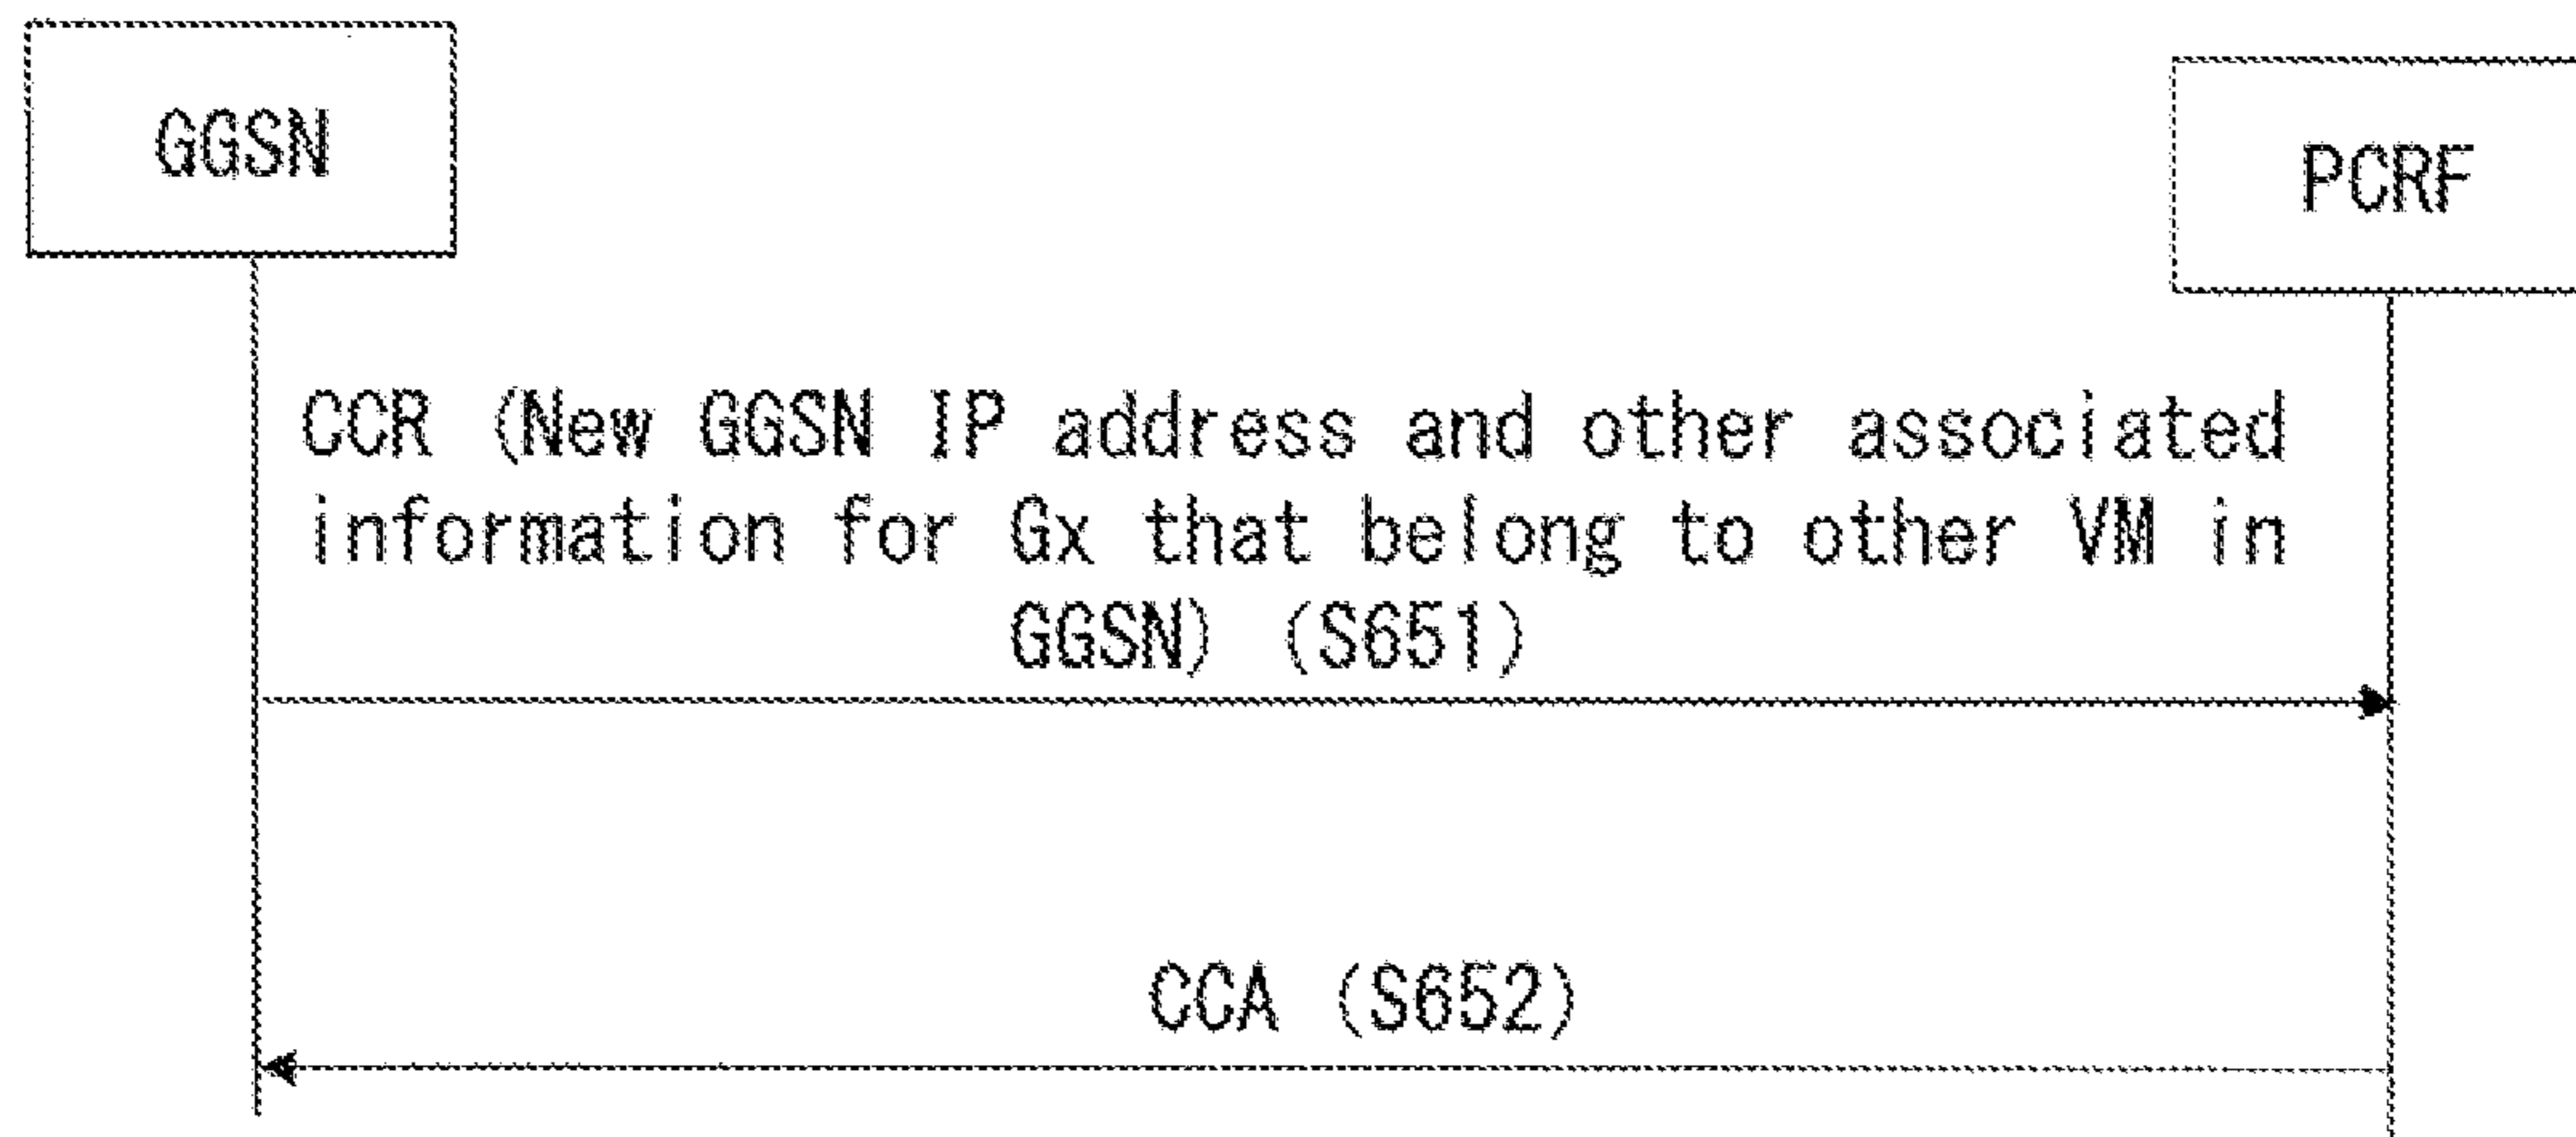 GGSN
PCRF
CCR (New GGSN IP address and other associated
information for Gx that belong to other VM in
GGSN) (S651)
CCA (S652)